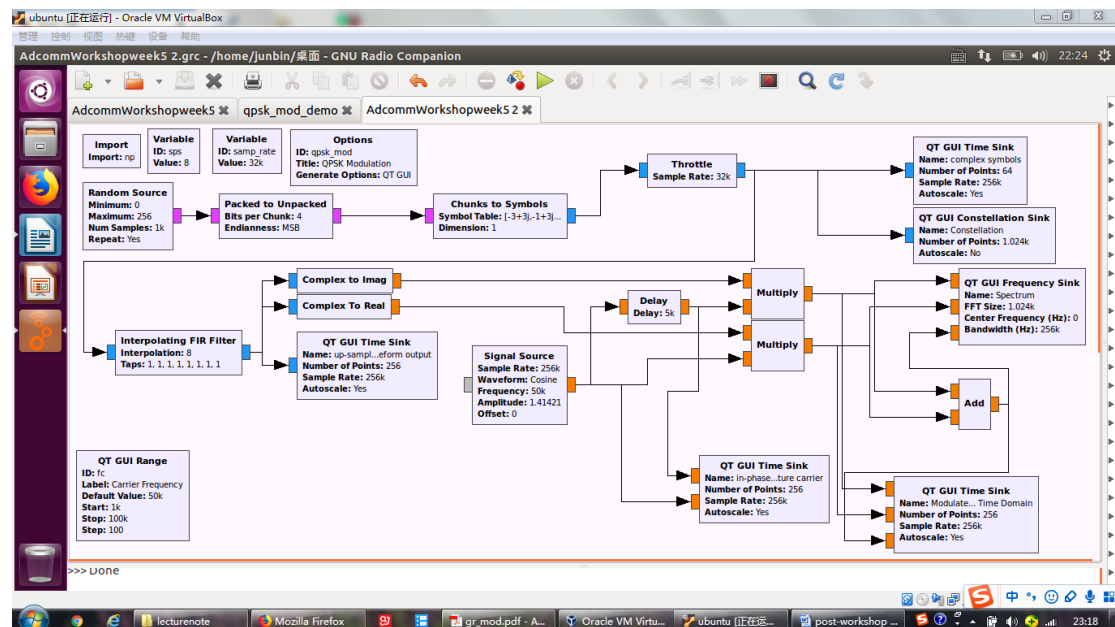 ubuntu [正在运行] - Oracle VM VirtualBox
管理 控制 视图 热键 设备 帮助
AdcommWorkshopweek5 2.grc - /home/junbin/桌面 - GNU Radio Companion
22:24
AdcommWorkshopweek5
qpsk_mod_demo
AdcommWorkshopweek5 2
Import
Import: np
Variable
ID: sps
Value: 8
Variable
ID: samp_rate
Value: 32k
Options
ID: qpsk_mod
Title: QPSK Modulation
Generate Options: QT GUI
Random Source
Minimum: 0
Maximum: 256
Num Samples: 1k
Repeat: Yes
Packed to Unpacked
Bits per Chunk: 4
Endianness: MSB
Chunks to Symbols
Symbol Table: [-3+3j,-1+3j...
Dimension: 1
Throttle
Sample Rate: 32k
QT GUI Time Sink
Name: complex symbols
Number of Points: 64
Sample Rate: 256k
Autoscale: Yes
QT GUI Constellation Sink
Name: Constellation
Number of Points: 1.024k
Autoscale: No
Complex to Imag
Complex To Real
Interpolating FIR Filter
Interpolation: 8
Taps: 1, 1, 1, 1, 1, 1, 1, 1
QT GUI Time Sink
Name: up-sampl...eform output
Number of Points: 256
Sample Rate: 256k
Autoscale: Yes
Signal Source
Sample Rate: 256k
Waveform: Cosine
Frequency: 50k
Amplitude: 1.41421
Offset: 0
Delay
Delay: 5k
Multiply
Multiply
QT GUI Frequency Sink
Name: Spectrum
FFT Size: 1.024k
Center Frequency (Hz): 0
Bandwidth (Hz): 256k
Add
QT GUI Range
ID: fc
Label: Carrier Frequency
Default Value: 50k
Start: 1k
Stop: 100k
Step: 100
QT GUI Time Sink
Name: in-phase...ture carrier
Number of Points: 256
Sample Rate: 256k
Autoscale: Yes
QT GUI Time Sink
Name: Modulate... Time Domain
Number of Points: 256
Sample Rate: 256k
Autoscale: Yes
>>> Done
中
lecturenote
Mozilla Firefox
gr_mod.pdf - A...
Oracle VM Virtu...
ubuntu [正在运...
post-workshop ...
23:18